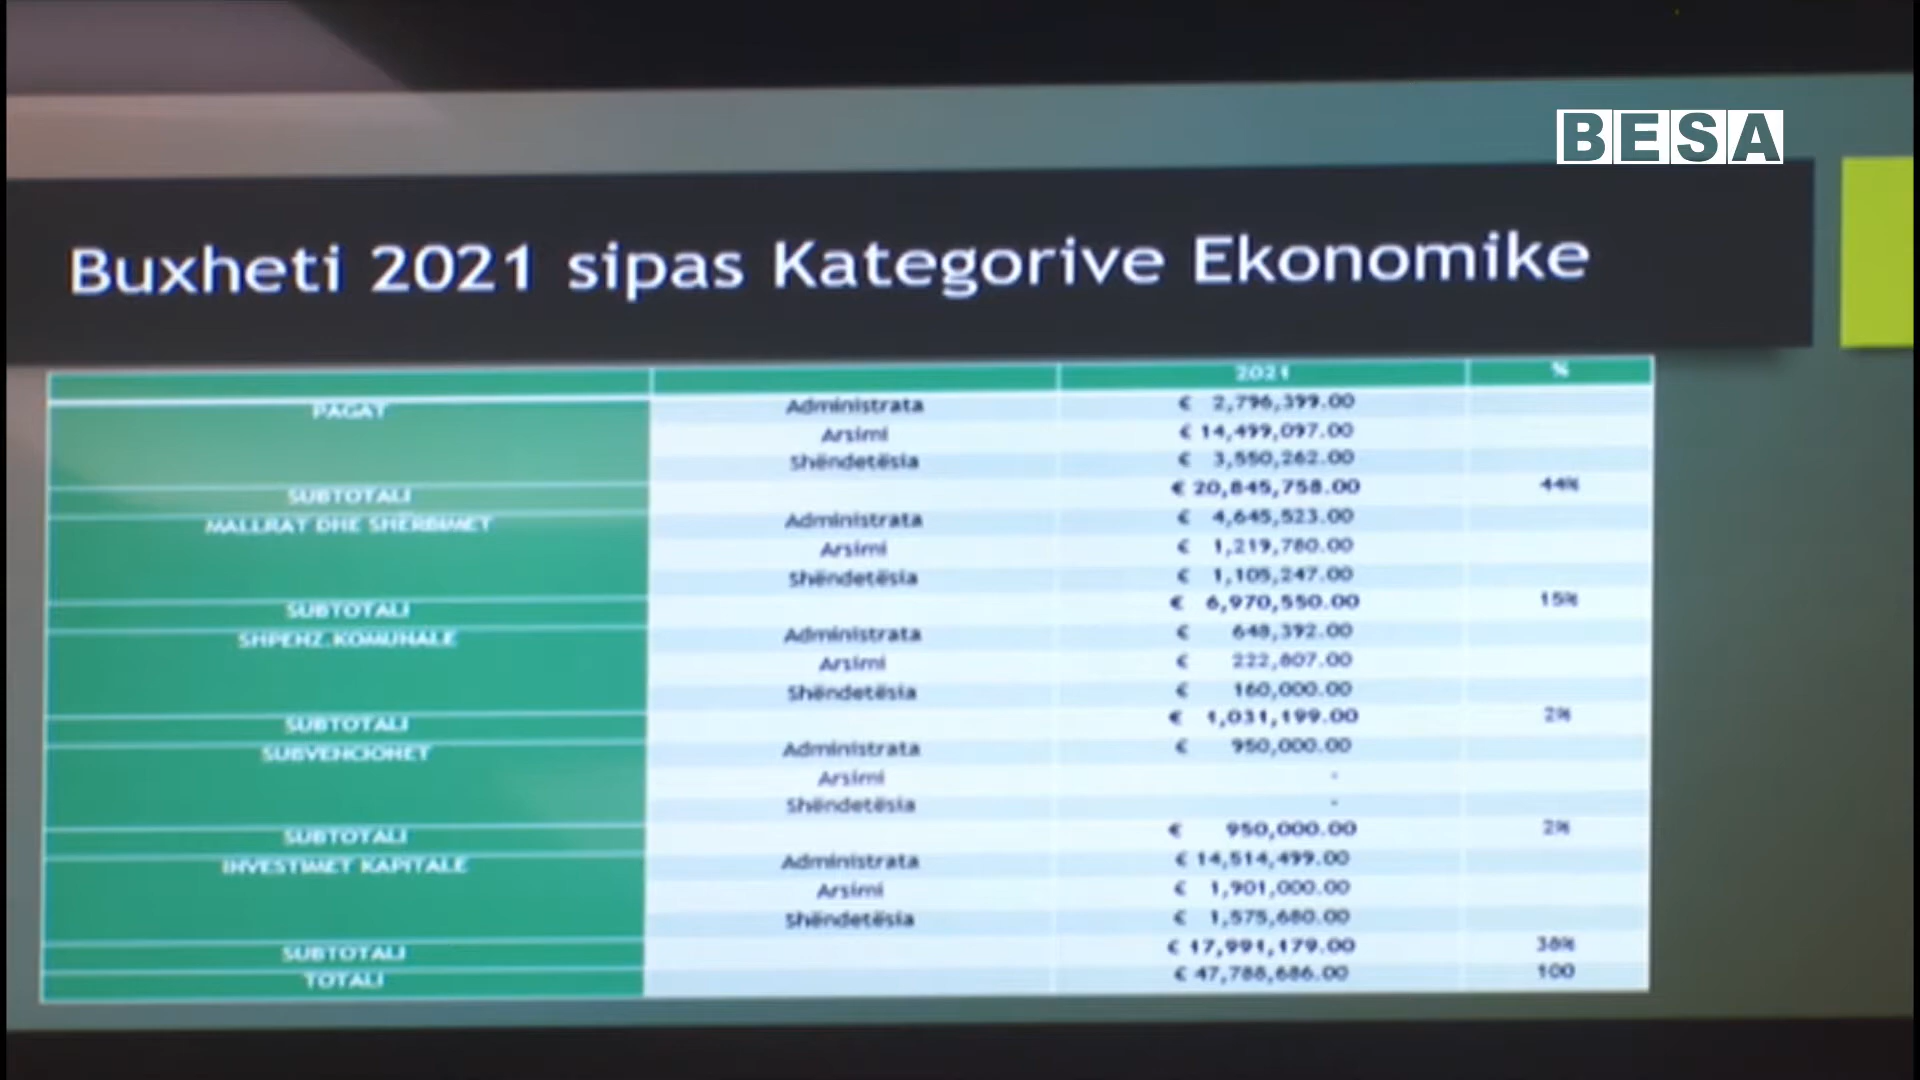 BESA
Buxheti 2021 sipas Kategorive Ekonomike
2021 %
PAGAT Administrata € 2,796,399.00
Arsimi € 14,499,097.00
Shëndetësia € 3,550,262.00
SUBTOTALI € 20,845,758.00 44%
MALLRAT DHE SHËRBIMET Administrata € 4,645,523.00
Arsimi € 1,219,780.00
Shëndetësia € 1,105,247.00
SUBTOTALI € 6,970,550.00 15%
SHPENZ.KOMUNALE Administrata € 648,392.00
Arsimi € 222,807.00
Shëndetësia € 160,000.00
SUBTOTALI € 1,031,199.00 2%
SUBVENCIONET Administrata € 950,000.00
Arsimi -
Shëndetësia -
SUBTOTALI € 950,000.00 2%
INVESTIMET KAPITALE Administrata € 14,514,499.00
Arsimi € 1,901,000.00
Shëndetësia € 1,575,680.00
SUBTOTALI € 17,991,179.00 38%
TOTALI € 47,788,686.00 100